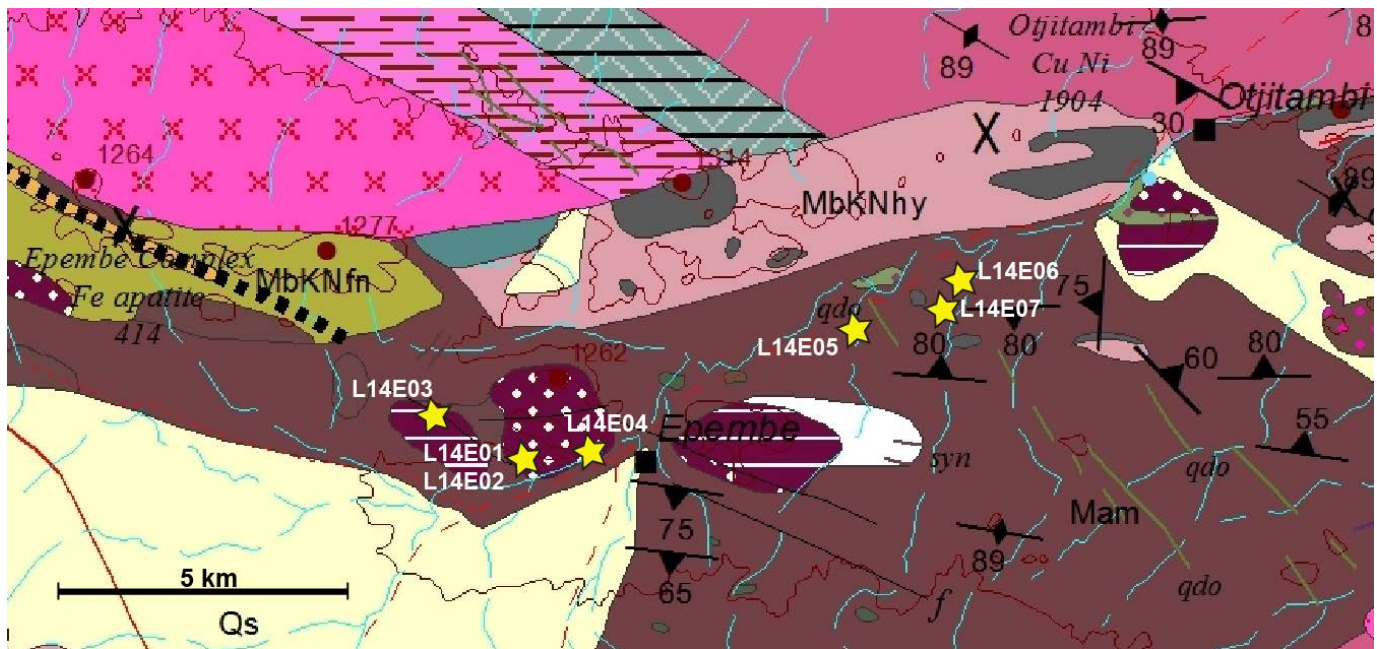 Otjitambi
Cu Ni
1904
89
89
8
Otjitambi
30
1264
1277
MbKNhy
89
Epembe Complex
Fe apatite
414
MbKNfn
L14E06
L14E07
75
qdo
L14E05
80
80
60
80
1262
L14E03
L14E04
Epembe
L14E01
L14E02
55
syn
qdo
Mam
75
89
65
qdo
f
5 km
Qs